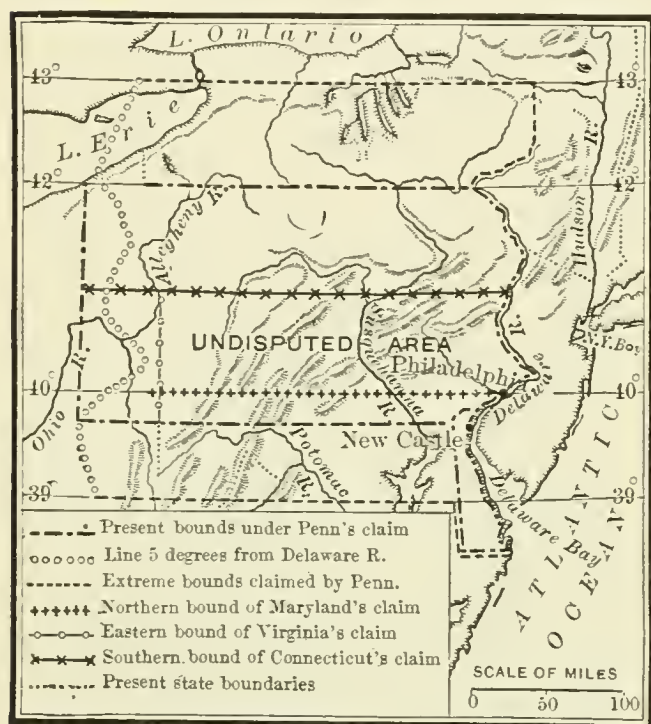 L. Ontario
43° 43°
L. Erie
42° 42°
Allegheny R.
Hudson R.
UNDISPUTED AREA
Susquehanna R.
N.Y. Bay
Philadelphia
Delaware R.
40° 40°
Ohio R.
New Castle
Potomac R.
39° 39°
Delaware Bay
ATLANTIC OCEAN
Present bounds under Penn's claim
Line 5 degrees from Delaware R.
Extreme bounds claimed by Penn.
Northern bound of Maryland's claim
Eastern bound of Virginia's claim
Southern bound of Connecticut's claim
Present state boundaries
SCALE OF MILES
0 50 100